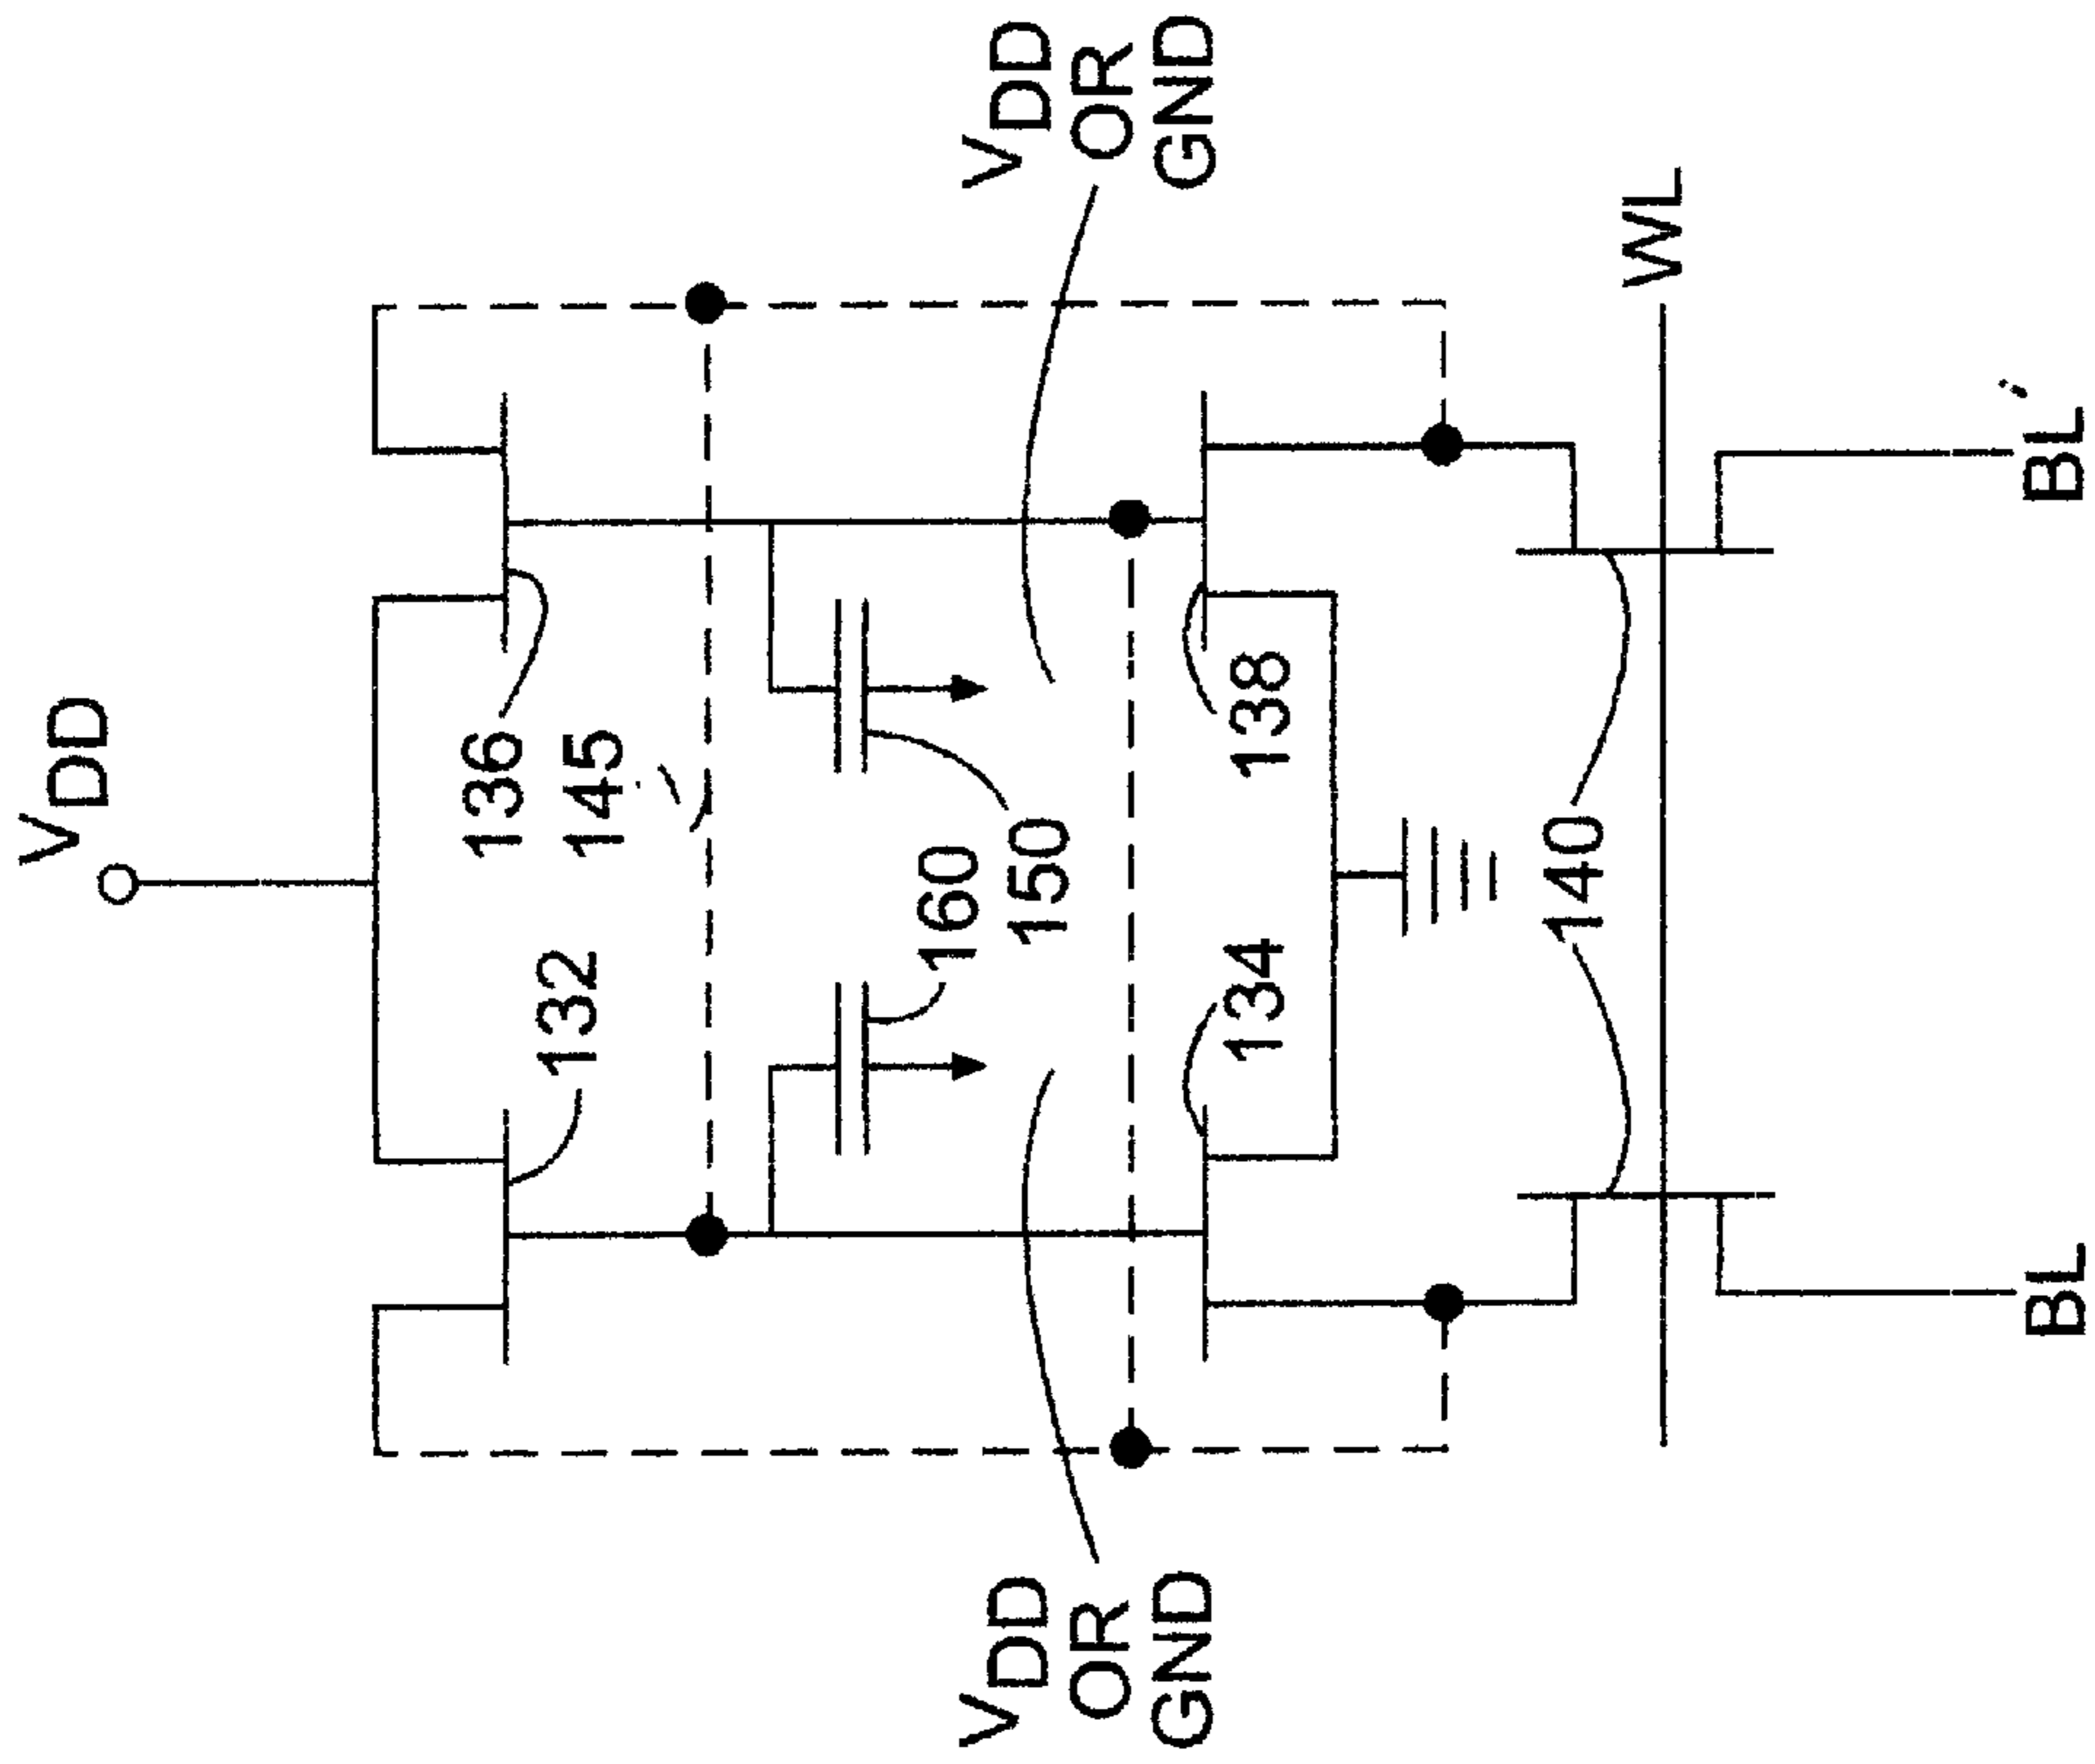 VDD
136
132
145
160
150
VDD
OR
GND
VDD
OR
GND
134
138
140
WL
BL
BL'